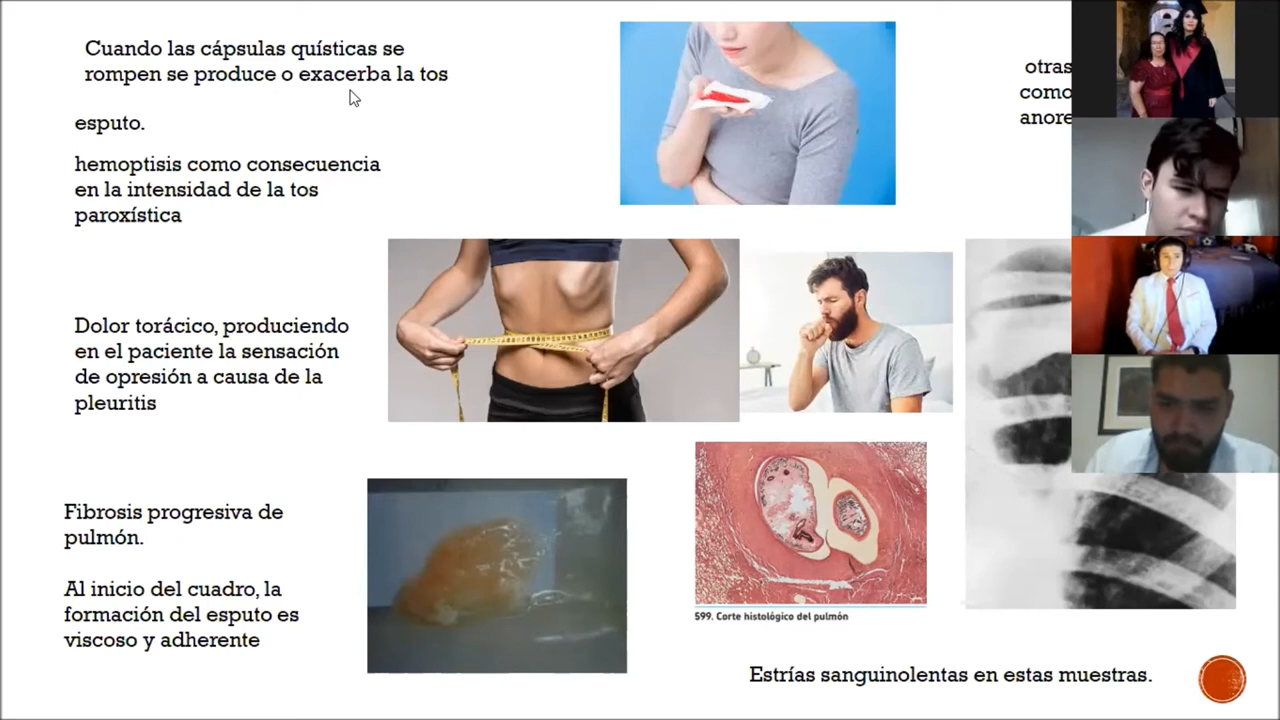 Cuando las cápsulas quísticas se
rompen se produce o exacerba la tos
esputo.
hemoptisis como consecuencia
en la intensidad de la tos
paroxística
otras
como
Dolor torácico, produciendo
en el paciente la sensación
de opresión a causa de la
pleuritis
Fibrosis progresiva de
pulmón.
Al inicio del cuadro, la
formación del esputo es
viscoso y adherente
599. Corte histológico del pulmón
Estrías sanguinolentas en estas muestras.